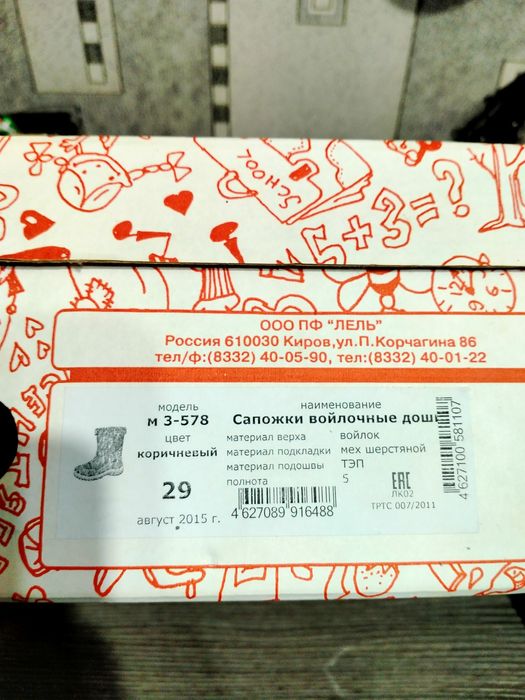 SCHOOL
5+3=?
ООО ПФ "ЛЕЛЬ"
Россия 610030 Киров,ул.П.Корчагина 86
тел/ф:(8332) 40-05-90, тел:(8332) 40-01-22
модель наименование
м 3-578 Сапожки войлочные
цвет материал верха войлок
коричневый материал подкладки мех шерстяной
материал подошвы ТЭП
29 полнота 5
ЕАС
ЛК02
ТРТС 007/2011
4 627089 916488
август 2015 г.
4 627100 581107